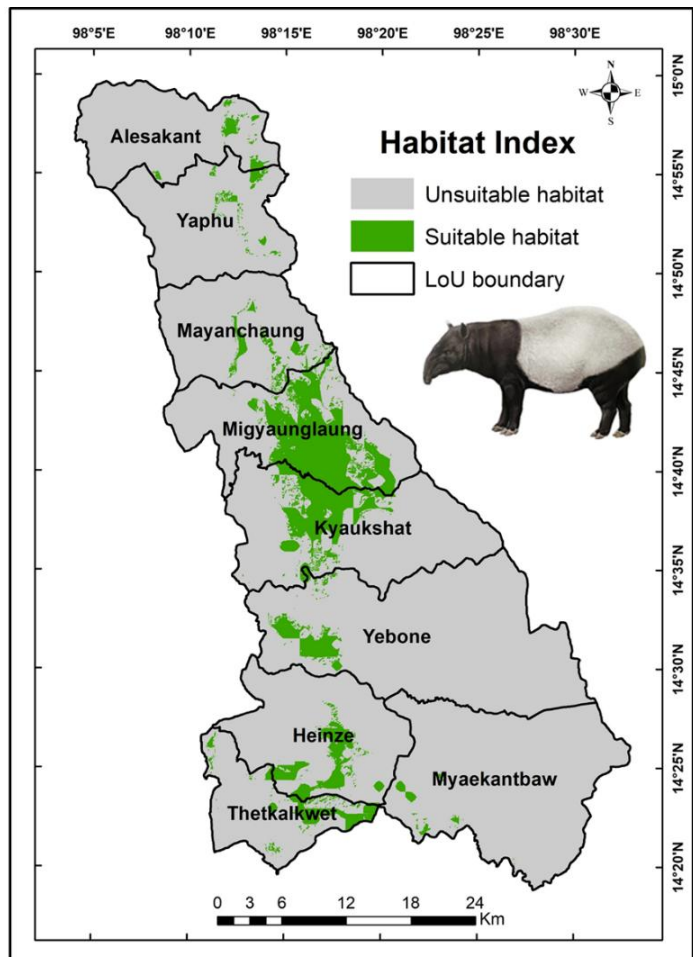 98°5'E 98°10'E 98°15'E 98°20'E 98°25'E 98°30'E
N
W E
S
15°0'N
14°55'N
14°50'N
14°45'N
14°40'N
14°35'N
14°30'N
14°25'N
14°20'N
Habitat Index
Unsuitable habitat
Suitable habitat
LoU boundary
Alesakant
Yaphu
Mayanchaung
Migyaunglaung
Kyaukshat
Yebone
Heinze
Myaekantbaw
Thetkalkwet
0 3 6 12 18 24
Km